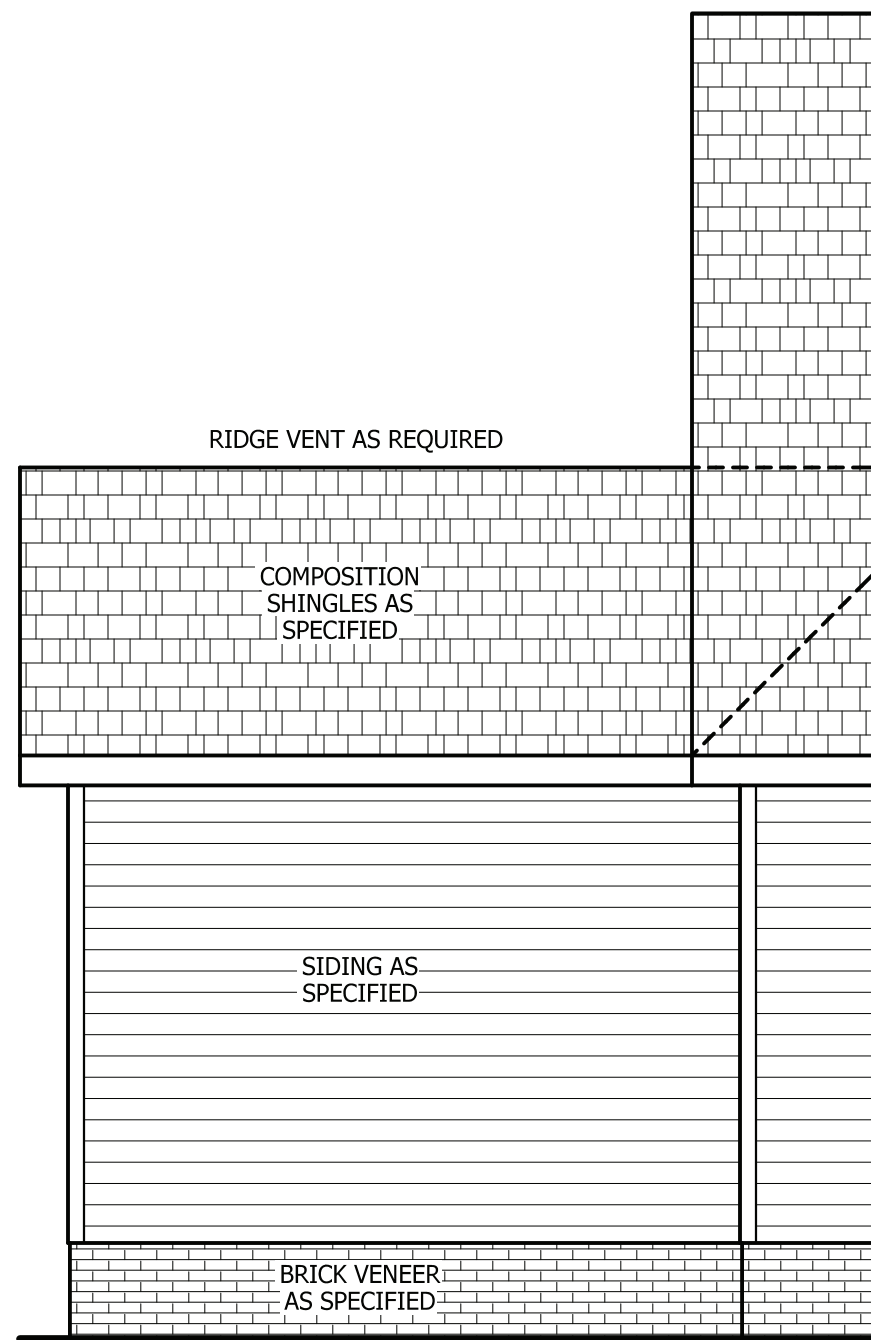 RIDGE VENT AS REQUIRED
COMPOSITION
SHINGLES AS
SPECIFIED
SIDING AS
SPECIFIED
BRICK VENEER
AS SPECIFIED